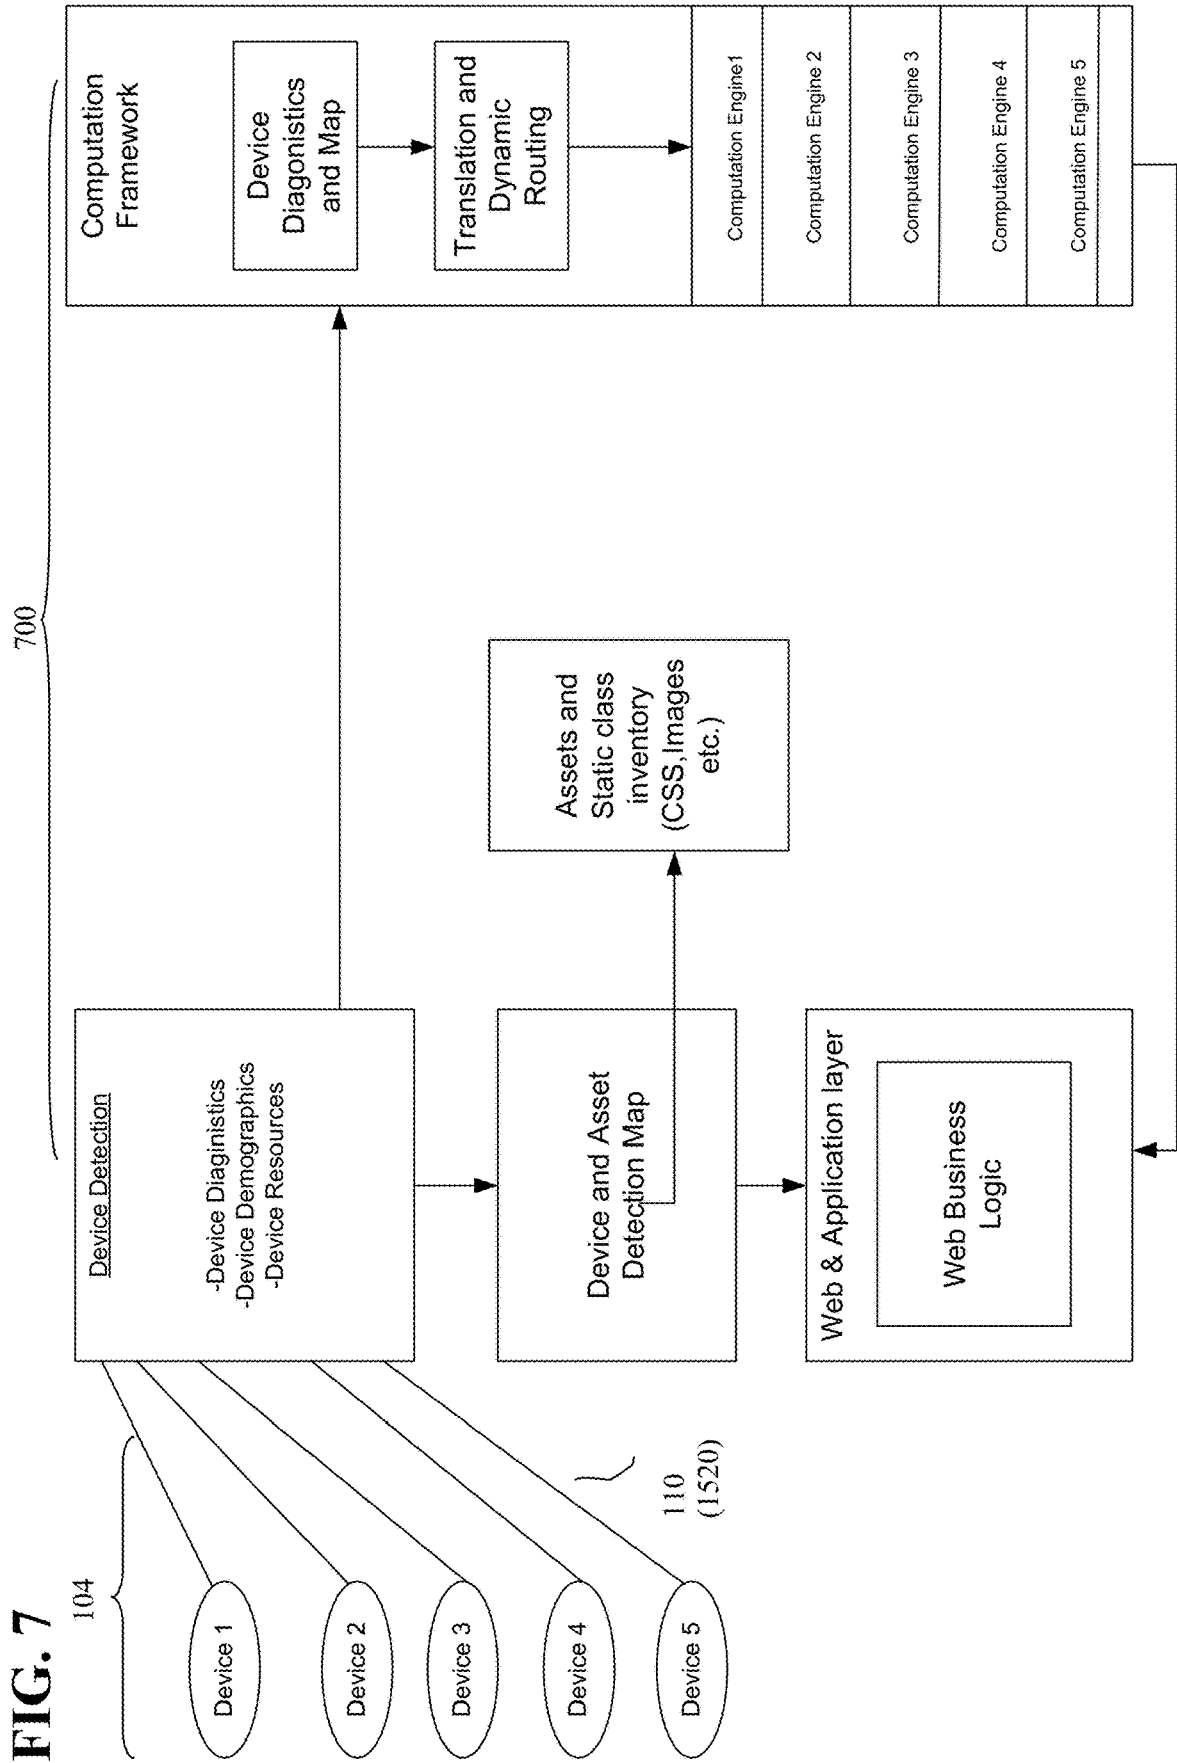 FIG. 7
104
700
Device 1
Device 2
Device 3
Device 4
Device 5
110
(1520)
Device Detection
-Device Diaginistics
-Device Demographics
-Device Resources
Device and Asset
Detection Map
Web & Application layer
Web Business
Logic
Assets and
Static class
inventory
(CSS,Images
etc.)
Computation
Framework
Device
Diagonistics
and Map
Translation and
Dynamic
Routing
Computation Engine1
Computation Engine 2
Computation Engine 3
Computation Engine 4
Computation Engine 5